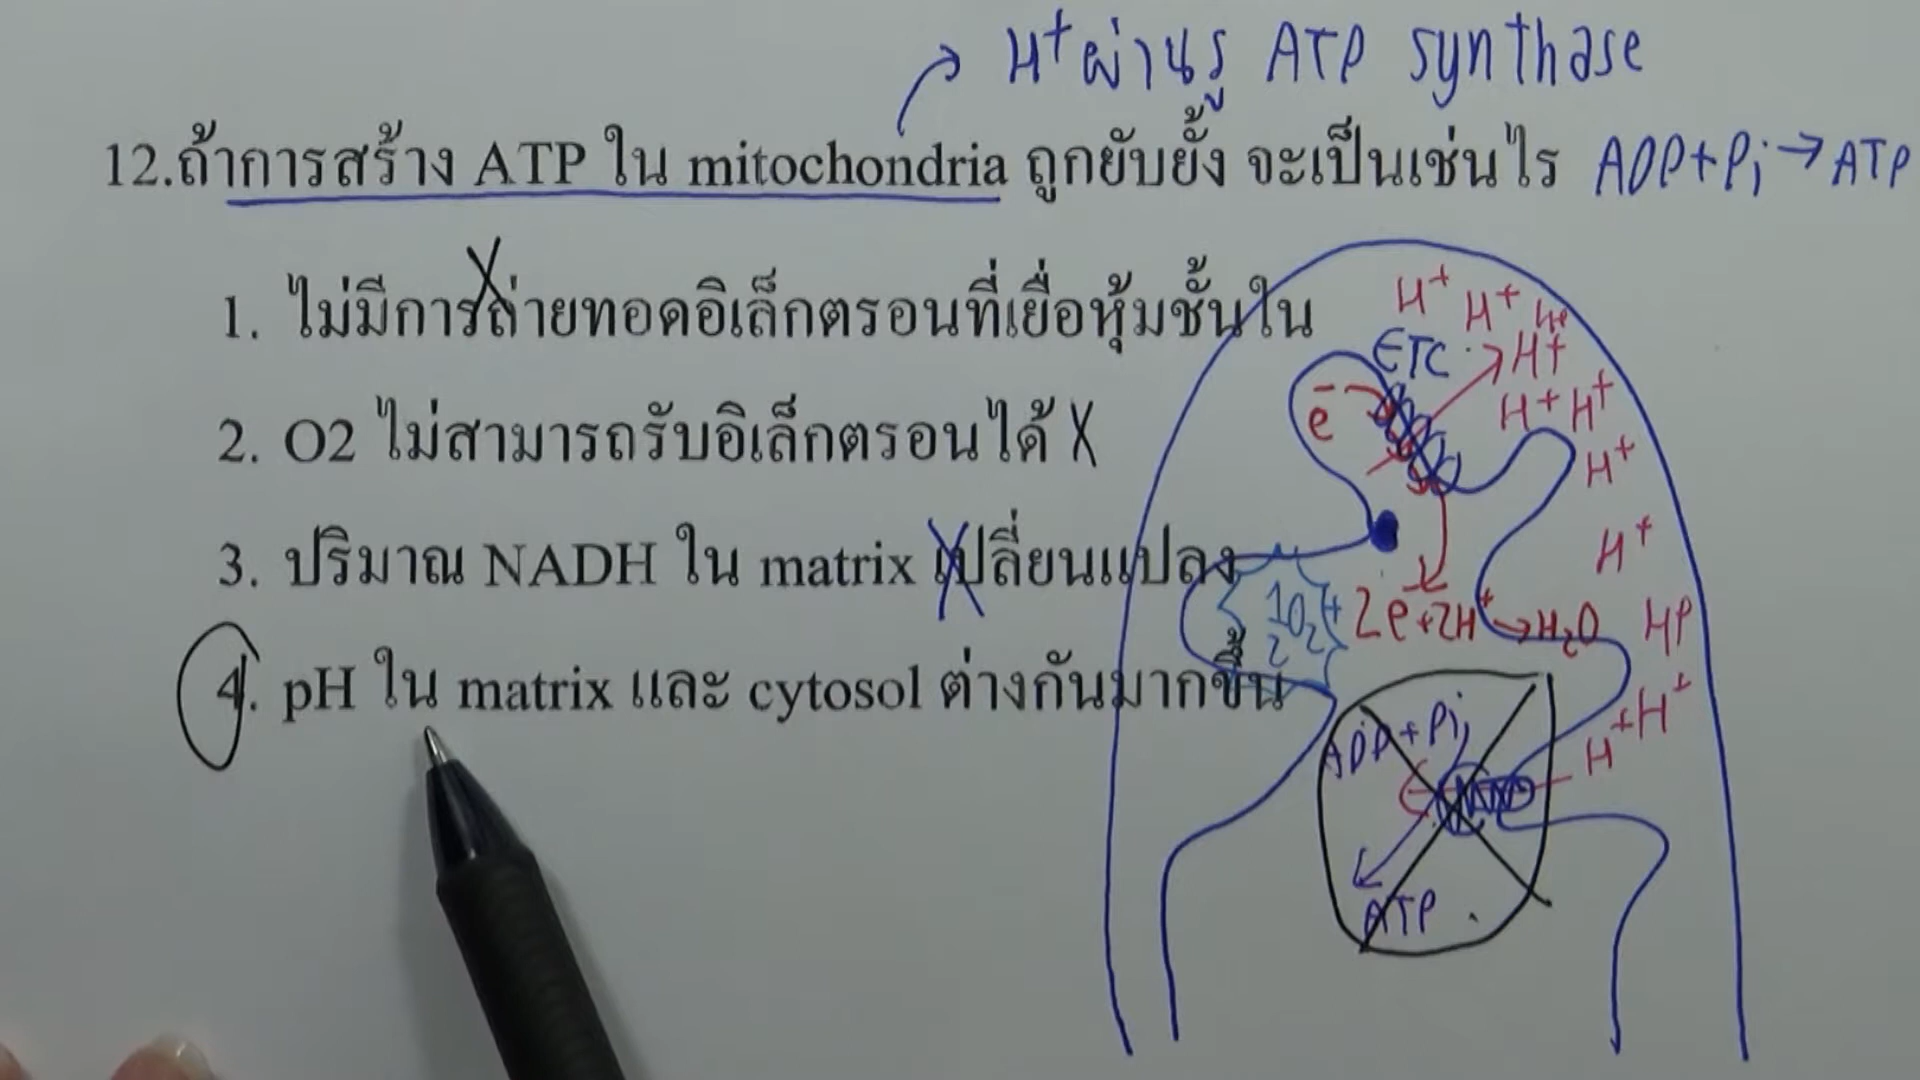 H⁺ผ่านรู ATP synthase
12.ถ้าการสร้าง ATP ใน mitochondria ถูกยับยั้ง จะเป็นเช่นไร ADP+Pi→ATP
1. ไม่มีการถ่ายทอดอิเล็กตรอนที่เยื่อหุ้มชั้นใน
2. O2 ไม่สามารถรับอิเล็กตรอนได้ X
3. ปริมาณ NADH ใน matrix เปลี่ยนแปลง
4. pH ใน matrix และ cytosol ต่างกันมากขึ้น
H⁺ H⁺
ETC H⁺
e⁻ H⁺ H⁺
H⁺
H⁺
1/2 O₂ + 2e⁻ + 2H⁺ → H₂O
H⁺
ADP + Pi H⁺
ATP